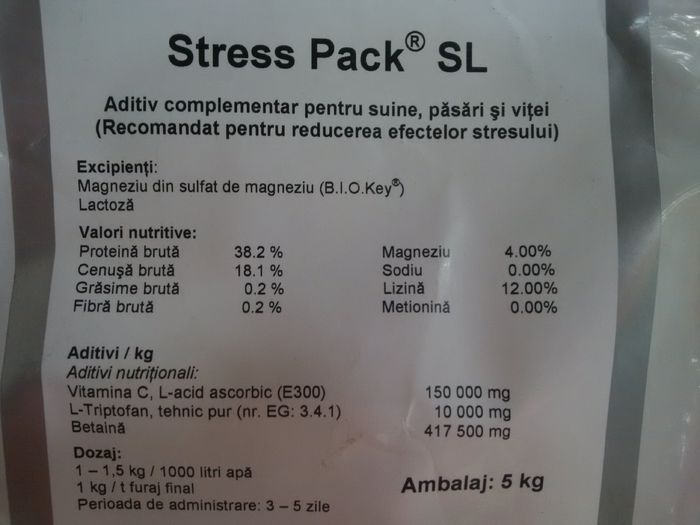 Stress Pack® SL
Aditiv complementar pentru suine, păsări şi viţei
(Recomandat pentru reducerea efectelor stresului)
Excipienţi:
Magneziu din sulfat de magneziu (B.I.O.Key®)
Lactoză
Valori nutritive:
Proteină brută 38.2 % Magneziu 4.00%
Cenuşă brută 18.1 % Sodiu 0.00%
Grăsime brută 0.2 % Lizină 12.00%
Fibră brută 0.2 % Metionină 0.00%
Aditivi / kg
Aditivi nutriţionali:
Vitamina C, L-acid ascorbic (E300) 150 000 mg
L-Triptofan, tehnic pur (nr. EG: 3.4.1) 10 000 mg
Betaină 417 500 mg
Dozaj:
1 – 1,5 kg / 1000 litri apă
1 kg / t furaj final
Perioada de administrare: 3 – 5 zile
Ambalaj: 5 kg